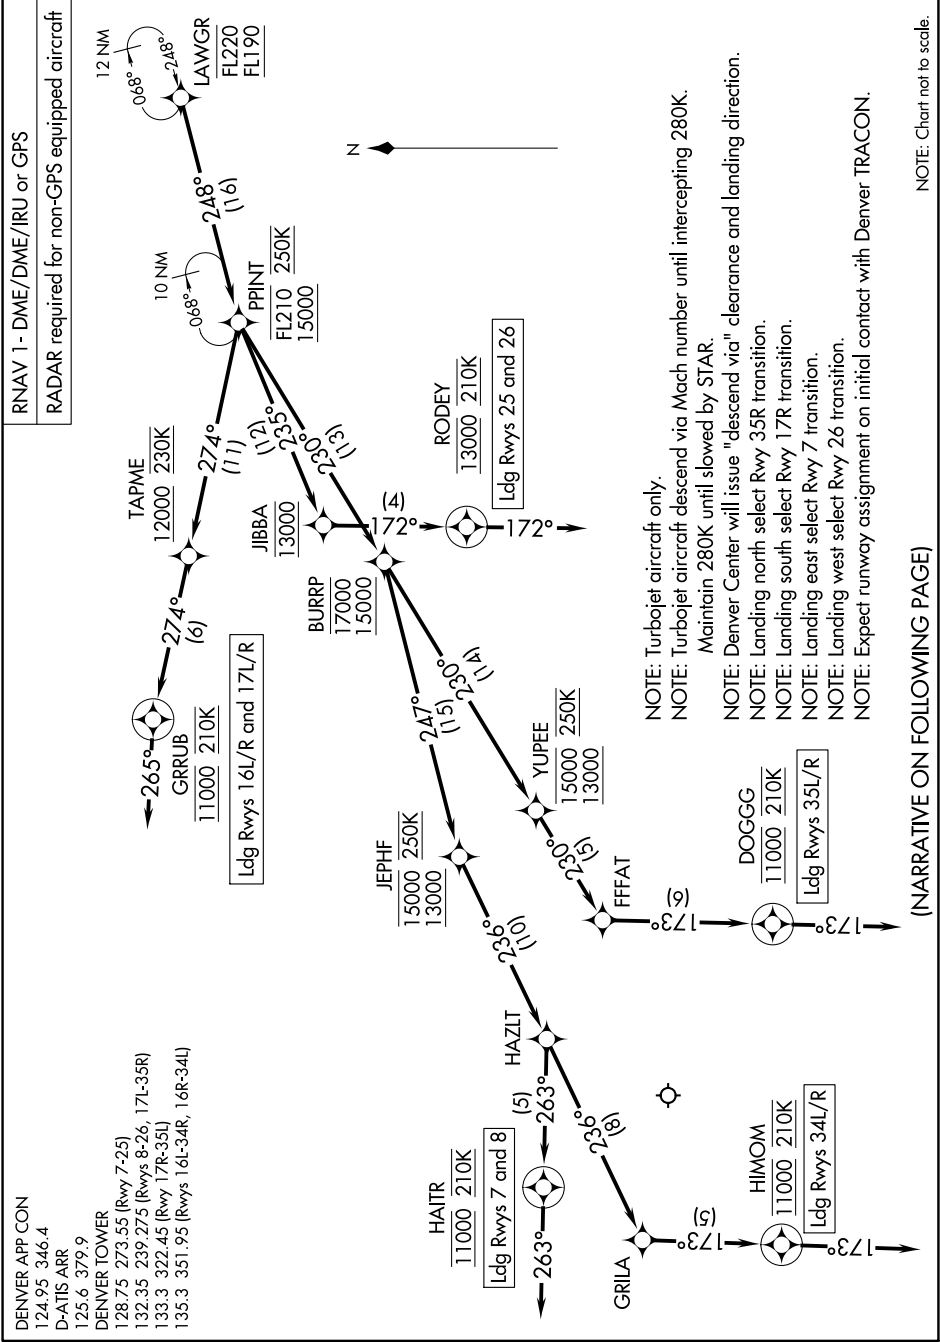 DENVER APP CON
124.95 346.4
D-ATIS ARR
125.6 379.9
DENVER TOWER
128.75 273.55 (Rwy 7-25)
132.35 239.275 (Rwys 8-26, 17L-35R)
133.3 322.45 (Rwy 17R-35L)
135.3 351.95 (Rwys 16L-34R, 16R-34L)
RNAV 1 - DME/DME/IRU or GPS
RADAR required for non-GPS equipped aircraft
12 NM
068°
248°
LAWGR
FL220
FL190
248°
(16)
N
10 NM
068°
PPINT
FL210 250K
15000
TAPME
12000 230K
274°
(11)
274°
(6)
265°
GRRUB
11000 210K
Ldg Rwys 16L/R and 17L/R
(12)
235°
230°
(13)
JIBBA
13000
(4)
172°
RODEY
13000 210K
Ldg Rwys 25 and 26
172°
BURRP
17000
15000
247°
(15)
230°
(14)
JEPHF
15000 250K
13000
YUPEE
15000 250K
13000
236°
(10)
230°
(5)
FFFAT
173°
(6)
DOGGG
11000 210K
Ldg Rwys 35L/R
173°
HAZLT
(5)
263°
HAITR
11000 210K
Ldg Rwys 7 and 8
263°
236°
(8)
GRILA
173°
(5)
HIMOM
11000 210K
Ldg Rwys 34L/R
173°
NOTE: Turbojet aircraft only.
NOTE: Turbojet aircraft descend via Mach number until intercepting 280K.
Maintain 280K until slowed by STAR.
NOTE: Denver Center will issue "descend via" clearance and landing direction.
NOTE: Landing north select Rwy 35R transition.
NOTE: Landing south select Rwy 17R transition.
NOTE: Landing east select Rwy 7 transition.
NOTE: Landing west select Rwy 26 transition.
NOTE: Expect runway assignment on initial contact with Denver TRACON.
NOTE: Chart not to scale.
(NARRATIVE ON FOLLOWING PAGE)